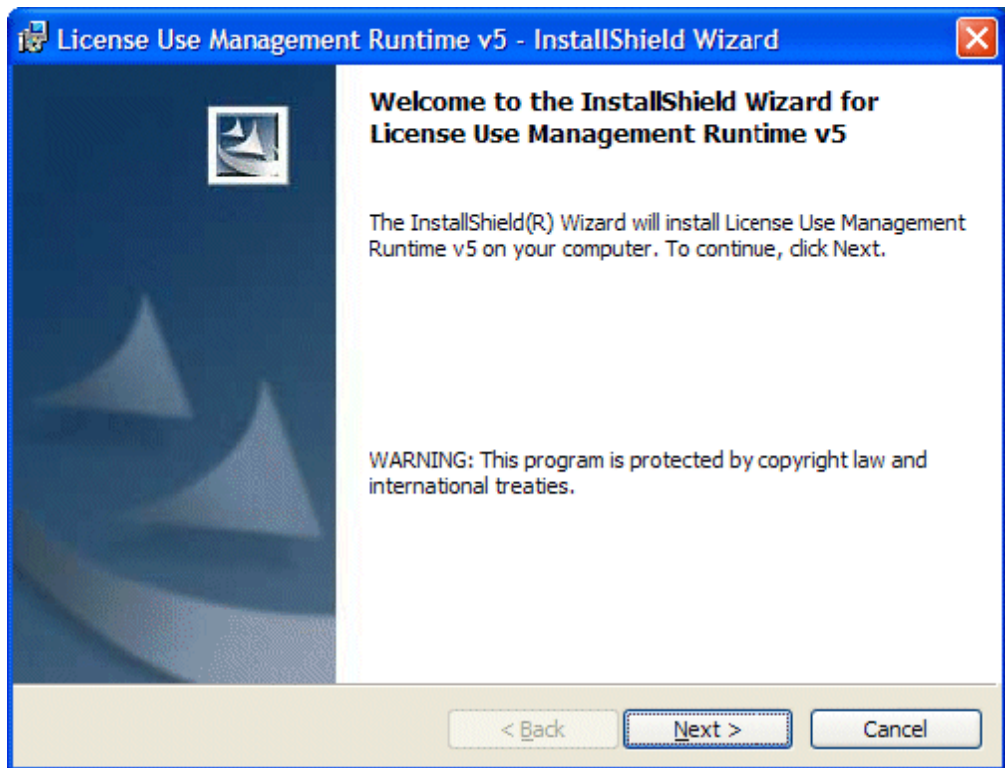 License Use Management Runtime v5 - InstallShield Wizard
Welcome to the InstallShield Wizard for
License Use Management Runtime v5
The InstallShield(R) Wizard will install License Use Management
Runtime v5 on your computer. To continue, click Next.
WARNING: This program is protected by copyright law and
international treaties.
< Back
Next >
Cancel